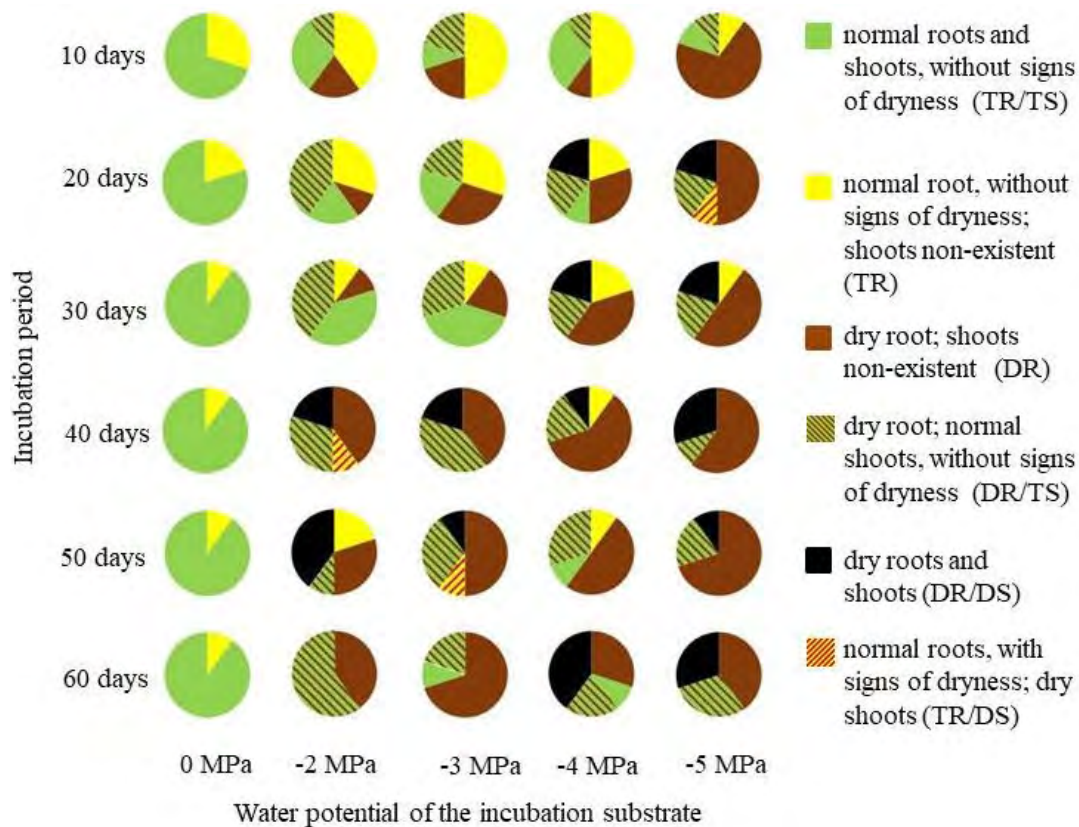 10 days
20 days
30 days
40 days
50 days
60 days
Incubation period
0 MPa
-2 MPa
-3 MPa
-4 MPa
-5 MPa
Water potential of the incubation substrate
normal roots and
shoots, without signs
of dryness (TR/TS)
normal root, without
signs of dryness;
shoots non-existent
(TR)
dry root; shoots
non-existent (DR)
dry root; normal
shoots, without signs
of dryness (DR/TS)
dry roots and
shoots (DR/DS)
normal roots, with
signs of dryness; dry
shoots (TR/DS)